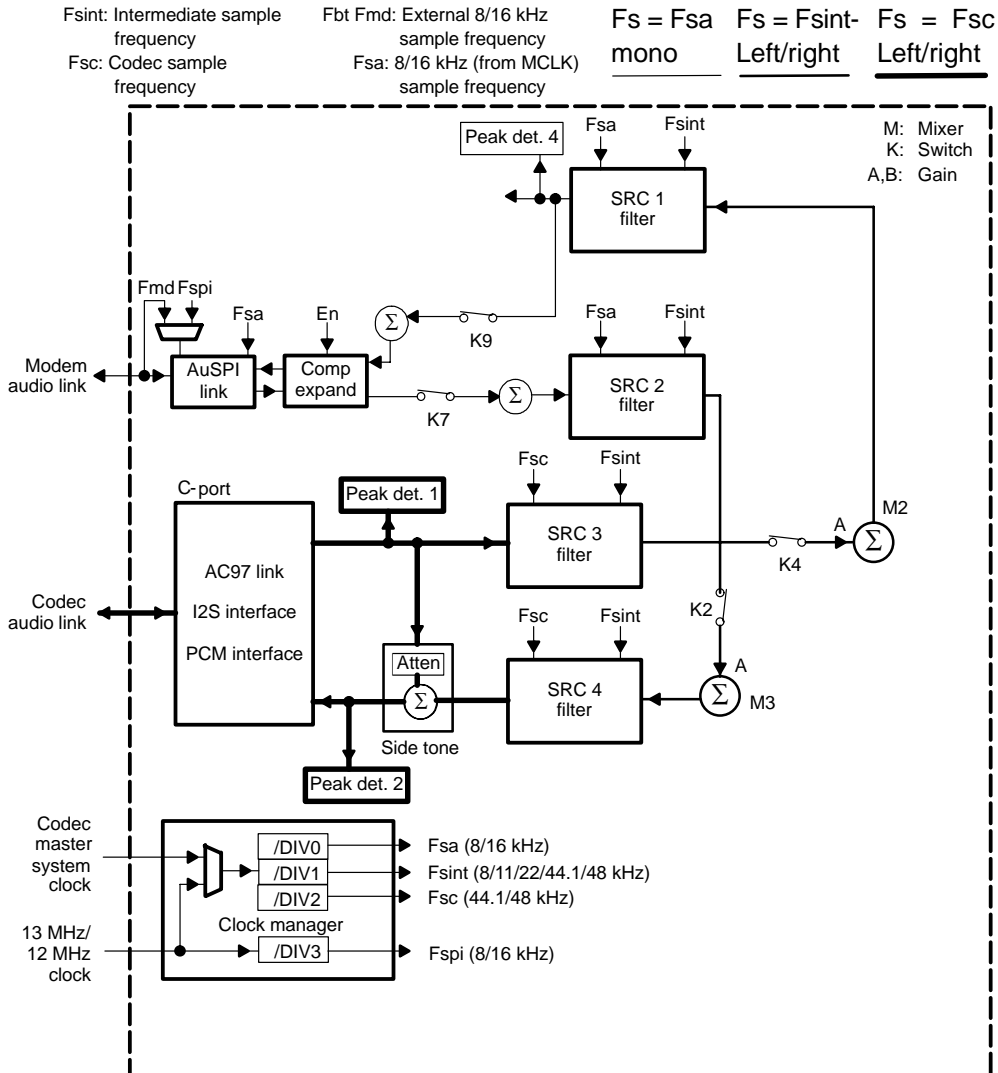 Fsint: Intermediate sample
frequency
Fsc: Codec sample
frequency
Fbt Fmd: External 8/16 kHz
sample frequency
Fsa: 8/16 kHz (from MCLK)
sample frequency
Fs = Fsa
mono
Fs = Fsint-
Left/right
Fs = Fsc
Left/right
M: Mixer
K: Switch
A,B: Gain
Peak det. 4
Fsa
Fsint
SRC 1
filter
Fmd
Fspi
Fsa
En
Σ
K9
Fsa
Fsint
Modem
audio link
AuSPI
link
Comp
expand
K7
Σ
SRC 2
filter
C-port
Peak det. 1
Fsc
Fsint
AC97 link
I2S interface
PCM interface
SRC 3
filter
K4
A
M2
Σ
Codec
audio link
K2
Fsc
Fsint
Atten
Σ
Side tone
SRC 4
filter
A
Σ
M3
Peak det. 2
Codec
master
system
clock
/DIV0
Fsa (8/16 kHz)
/DIV1
Fsint (8/11/22/44.1/48 kHz)
/DIV2
Fsc (44.1/48 kHz)
Clock manager
13 MHz/
12 MHz
clock
/DIV3
Fspi (8/16 kHz)